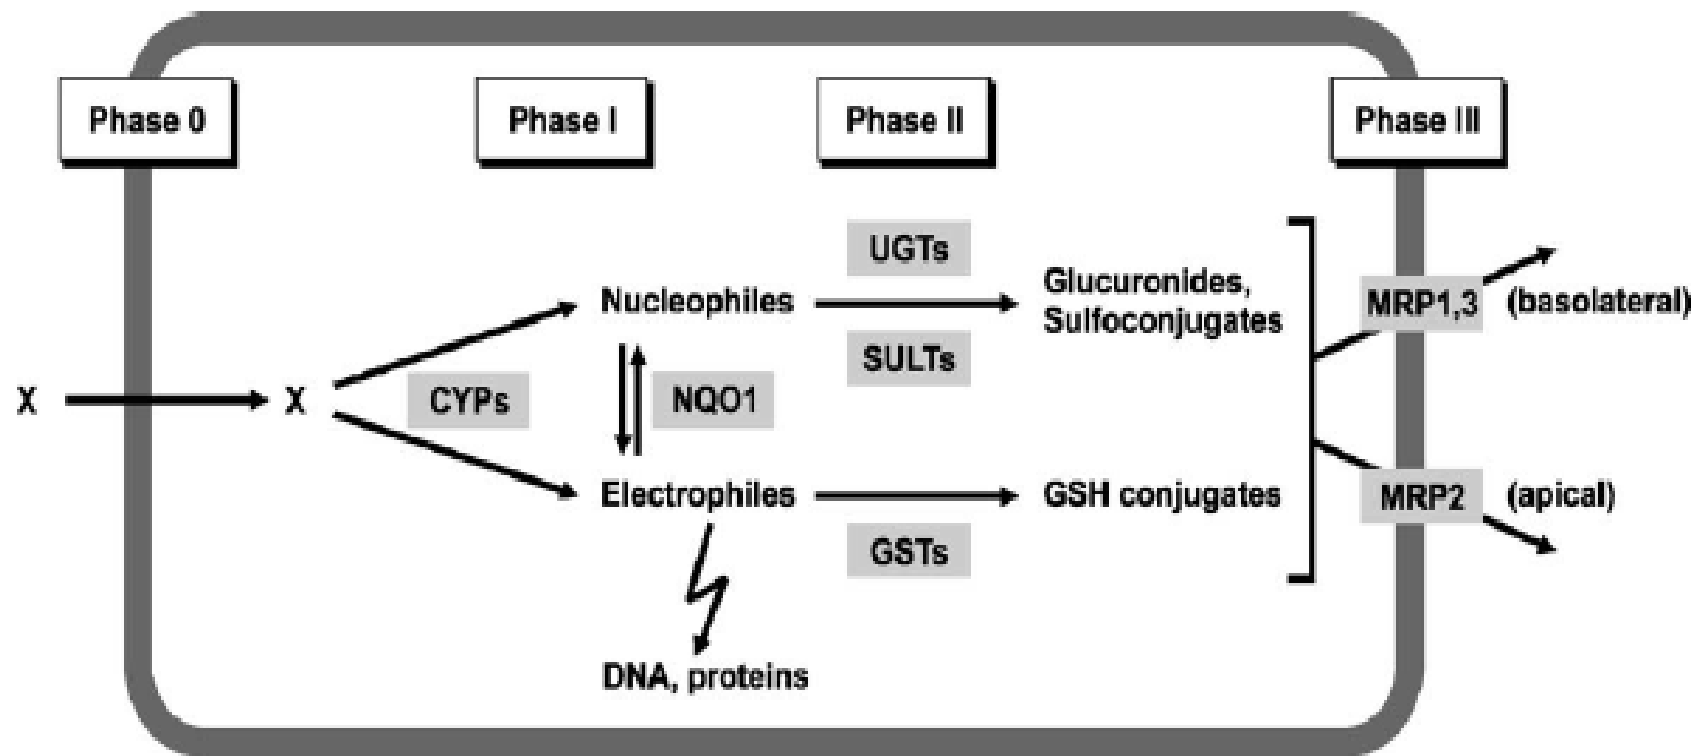 Phase 0
Phase I
Phase II
Phase III
UGTs
Nucleophiles
Glucuronides,
Sulfoconjugates
MRP1,3 (basolateral)
SULTs
X
X
CYPs
NQO1
Electrophiles
GSH conjugates
MRP2 (apical)
GSTs
DNA, proteins